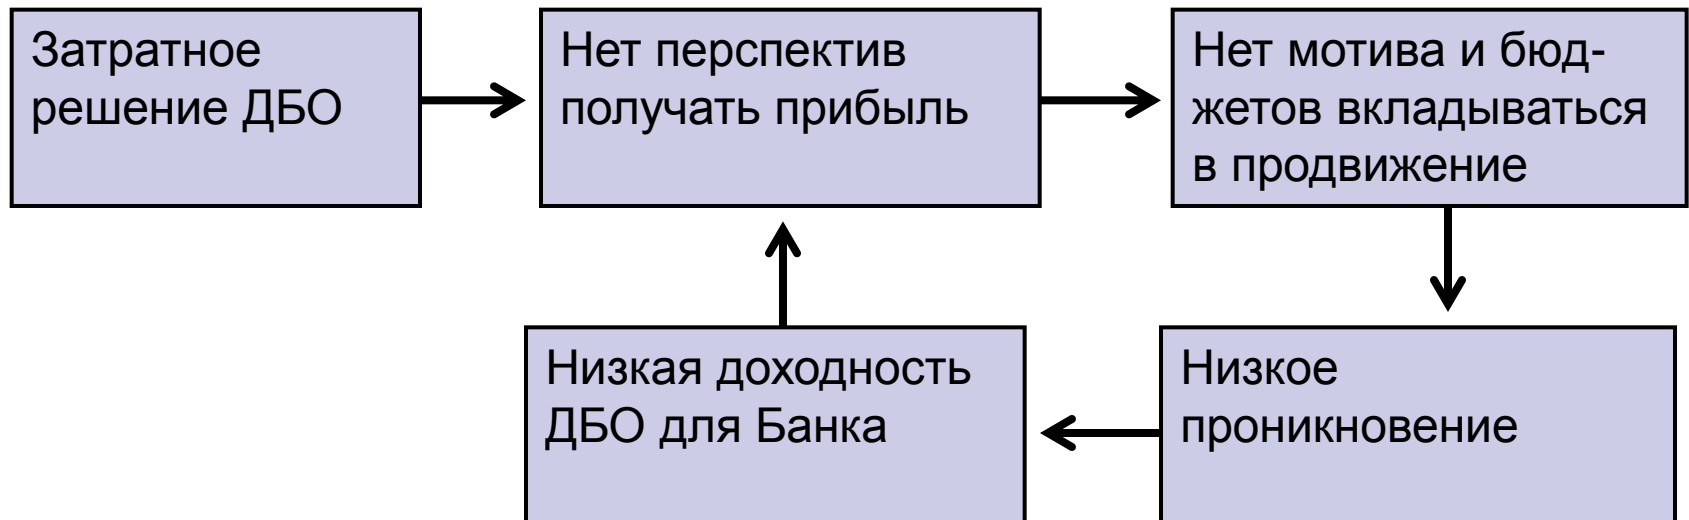 Затратное
решение ДБО
Нет перспектив
получать прибыль
Нет мотива и бюд-
жетов вкладываться
в продвижение
Низкая доходность
ДБО для Банка
Низкое
проникновение